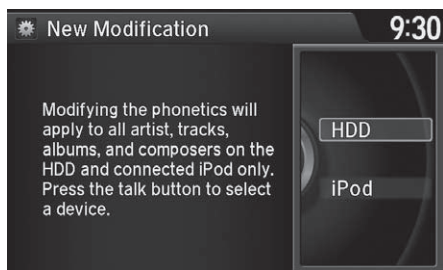 New Modification
9:30
Modifying the phonetics will
apply to all artist, tracks,
albums, and composers on the
HDD and connected iPod only.
Press the talk button to select
a device.
HDD
iPod